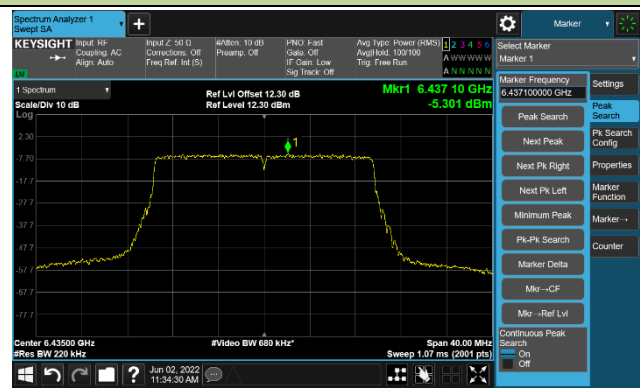 Spectrum Analyzer 1
Swept SA
Marker
KEYSIGHT
Input: RF
Coupling: AC
Align: Auto
Input Z: 50 Ω
Corrections: Off
Freq Ref: Int (S)
#Atten: 10 dB
Preamp: Off
PNO: Fast
Gate: Off
IF Gain: Low
Sig Track: Off
Avg Type: Power (RMS)
Avg|Hold: 100/100
Trig: Free Run
1 2 3 4 5 6
A W W W W W
A N N N N N
LXI
Select Marker
Marker 1
1 Spectrum
Scale/Div 10 dB
Log
Ref Lvl Offset 12.30 dB
Ref Level 12.30 dBm
Mkr1 6.437 10 GHz
-5.301 dBm
1
2.30
-7.70
-17.7
-27.7
-37.7
-47.7
-57.7
-67.7
-77.7
Center 6.43500 GHz
#Res BW 220 kHz
#Video BW 680 kHz*
Span 40.00 MHz
Sweep 1.07 ms (2001 pts)
Marker Frequency
6.437100000 GHz
Peak Search
Next Peak
Next Pk Right
Next Pk Left
Minimum Peak
Pk-Pk Search
Marker Delta
Mkr→CF
Mkr→Ref Lvl
Continuous Peak
Search
On
Off
Settings
Peak
Search
Pk Search
Config
Properties
Marker
Function
Marker→
Counter
?
Jun 02, 2022
11:34:30 AM